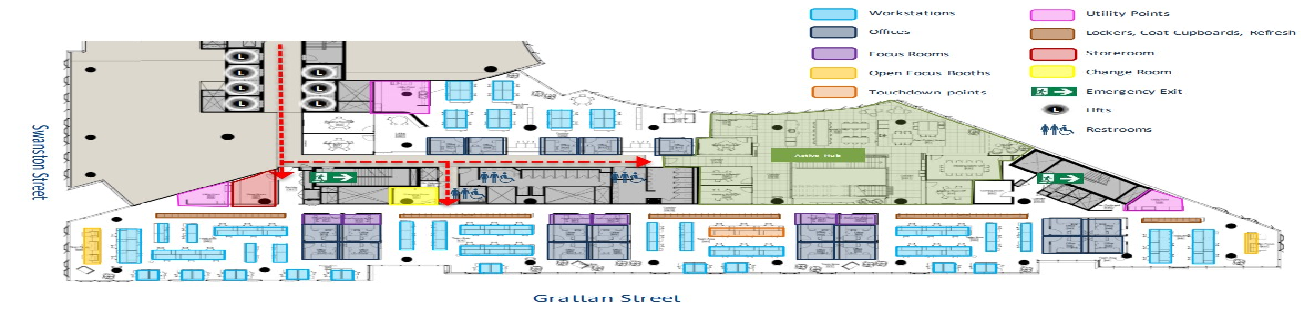 Workstations
Offices
Focus Rooms
Open Focus Booths
Touchdown points
Utility Points
Lockers, Coat Cupboards, Refresh
Storeroom
Change Room
Emergency Exit
Lifts
Restrooms
Swanston Street
Active Hub
Grattan Street